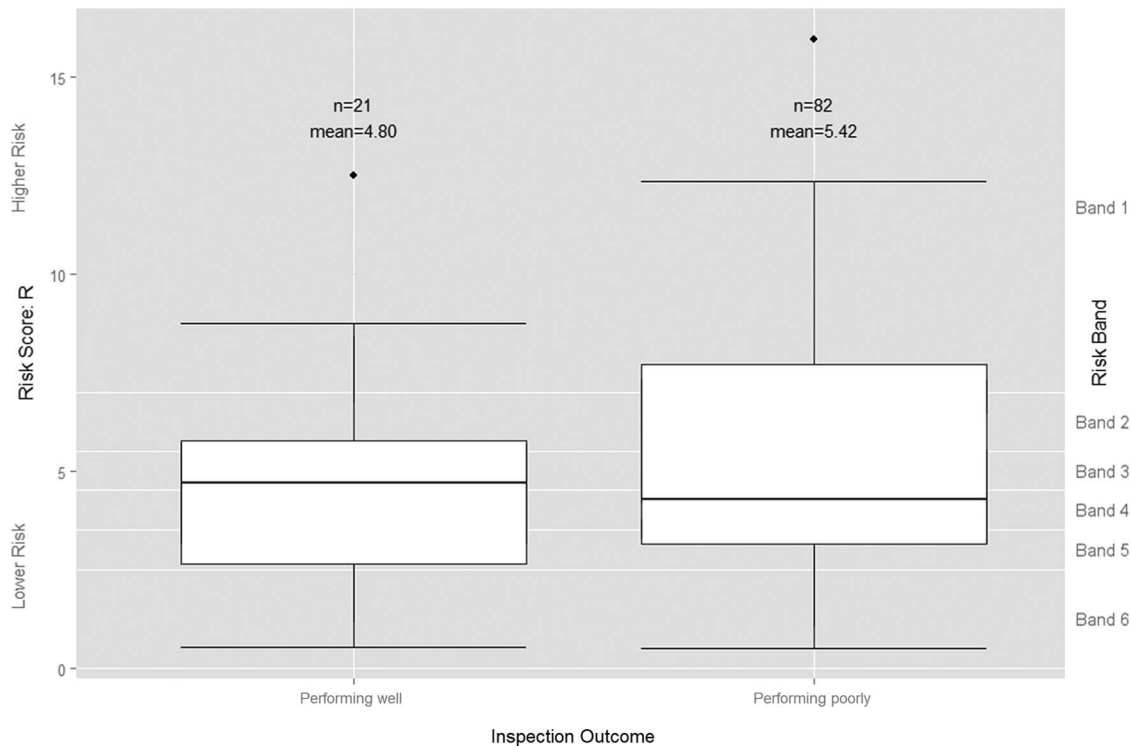 15
10
5
0
Higher Risk
Risk Score: R
Lower Risk
n=21
mean=4.80
n=82
mean=5.42
Band 1
Band 2
Band 3
Band 4
Band 5
Band 6
Risk Band
Performing well
Performing poorly
Inspection Outcome